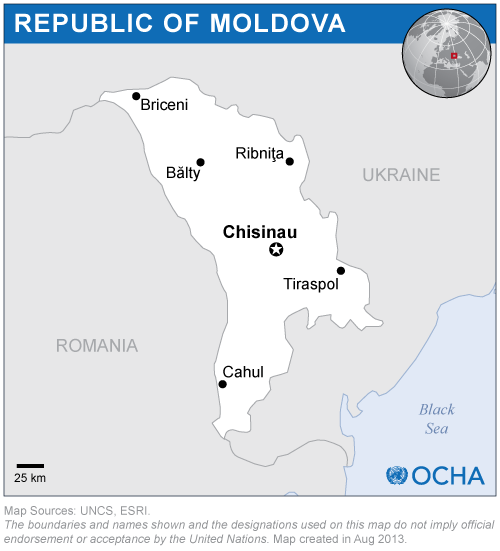 REPUBLIC OF MOLDOVA
Briceni
Ribniţa
Bălty
UKRAINE
Chisinau
Tiraspol
ROMANIA
Cahul
Black
Sea
25 km
OCHA
Map Sources: UNCS, ESRI.
The boundaries and names shown and the designations used on this map do not imply official
endorsement or acceptance by the United Nations. Map created in Aug 2013.